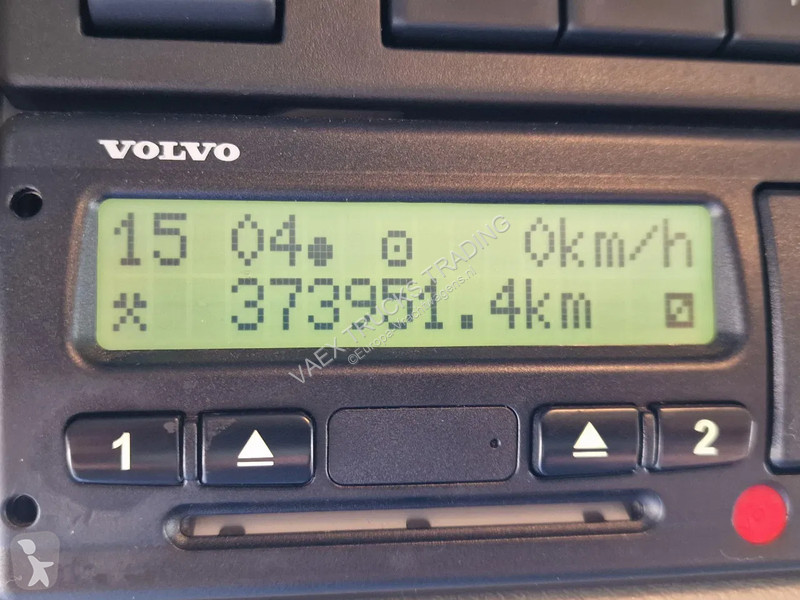 VOLVO
15 04 0km/h
373951.4km
1 2
VAEX TRUCKS TRADING